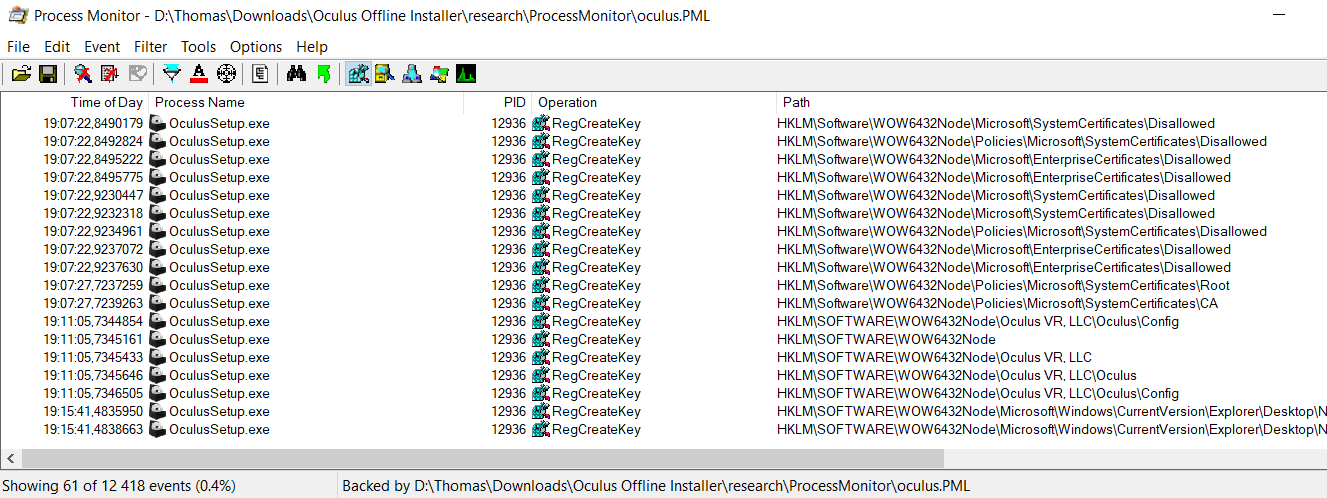 Process Monitor - D:\Thomas\Downloads\Oculus Offline Installer\research\ProcessMonitor\oculus.PML
File Edit Event Filter Tools Options Help
Time of Day Process Name PID Operation Path
19:07:22,8490179 OculusSetup.exe 12936 RegCreateKey HKLM\Software\WOW6432Node\Microsoft\SystemCertificates\Disallowed
19:07:22,8492824 OculusSetup.exe 12936 RegCreateKey HKLM\Software\WOW6432Node\Policies\Microsoft\SystemCertificates\Disallowed
19:07:22,8495222 OculusSetup.exe 12936 RegCreateKey HKLM\Software\WOW6432Node\Microsoft\EnterpriseCertificates\Disallowed
19:07:22,8495775 OculusSetup.exe 12936 RegCreateKey HKLM\Software\WOW6432Node\Microsoft\EnterpriseCertificates\Disallowed
19:07:22,9230447 OculusSetup.exe 12936 RegCreateKey HKLM\Software\WOW6432Node\Microsoft\SystemCertificates\Disallowed
19:07:22,9232318 OculusSetup.exe 12936 RegCreateKey HKLM\Software\WOW6432Node\Microsoft\SystemCertificates\Disallowed
19:07:22,9234961 OculusSetup.exe 12936 RegCreateKey HKLM\Software\WOW6432Node\Policies\Microsoft\SystemCertificates\Disallowed
19:07:22,9237072 OculusSetup.exe 12936 RegCreateKey HKLM\Software\WOW6432Node\Microsoft\EnterpriseCertificates\Disallowed
19:07:22,9237630 OculusSetup.exe 12936 RegCreateKey HKLM\Software\WOW6432Node\Microsoft\EnterpriseCertificates\Disallowed
19:07:27,7237259 OculusSetup.exe 12936 RegCreateKey HKLM\Software\WOW6432Node\Policies\Microsoft\SystemCertificates\Root
19:07:27,7239263 OculusSetup.exe 12936 RegCreateKey HKLM\Software\WOW6432Node\Policies\Microsoft\SystemCertificates\CA
19:11:05,7344854 OculusSetup.exe 12936 RegCreateKey HKLM\SOFTWARE\WOW6432Node\Oculus VR, LLC\Oculus\Config
19:11:05,7345161 OculusSetup.exe 12936 RegCreateKey HKLM\SOFTWARE\WOW6432Node
19:11:05,7345433 OculusSetup.exe 12936 RegCreateKey HKLM\SOFTWARE\WOW6432Node\Oculus VR, LLC
19:11:05,7345646 OculusSetup.exe 12936 RegCreateKey HKLM\SOFTWARE\WOW6432Node\Oculus VR, LLC\Oculus
19:11:05,7346505 OculusSetup.exe 12936 RegCreateKey HKLM\SOFTWARE\WOW6432Node\Oculus VR, LLC\Oculus\Config
19:15:41,4835950 OculusSetup.exe 12936 RegCreateKey HKLM\SOFTWARE\WOW6432Node\Microsoft\Windows\CurrentVersion\Explorer\Desktop\N
19:15:41,4838663 OculusSetup.exe 12936 RegCreateKey HKLM\SOFTWARE\WOW6432Node\Microsoft\Windows\CurrentVersion\Explorer\Desktop\N
Showing 61 of 12 418 events (0.4%) Backed by D:\Thomas\Downloads\Oculus Offline Installer\research\ProcessMonitor\oculus.PML